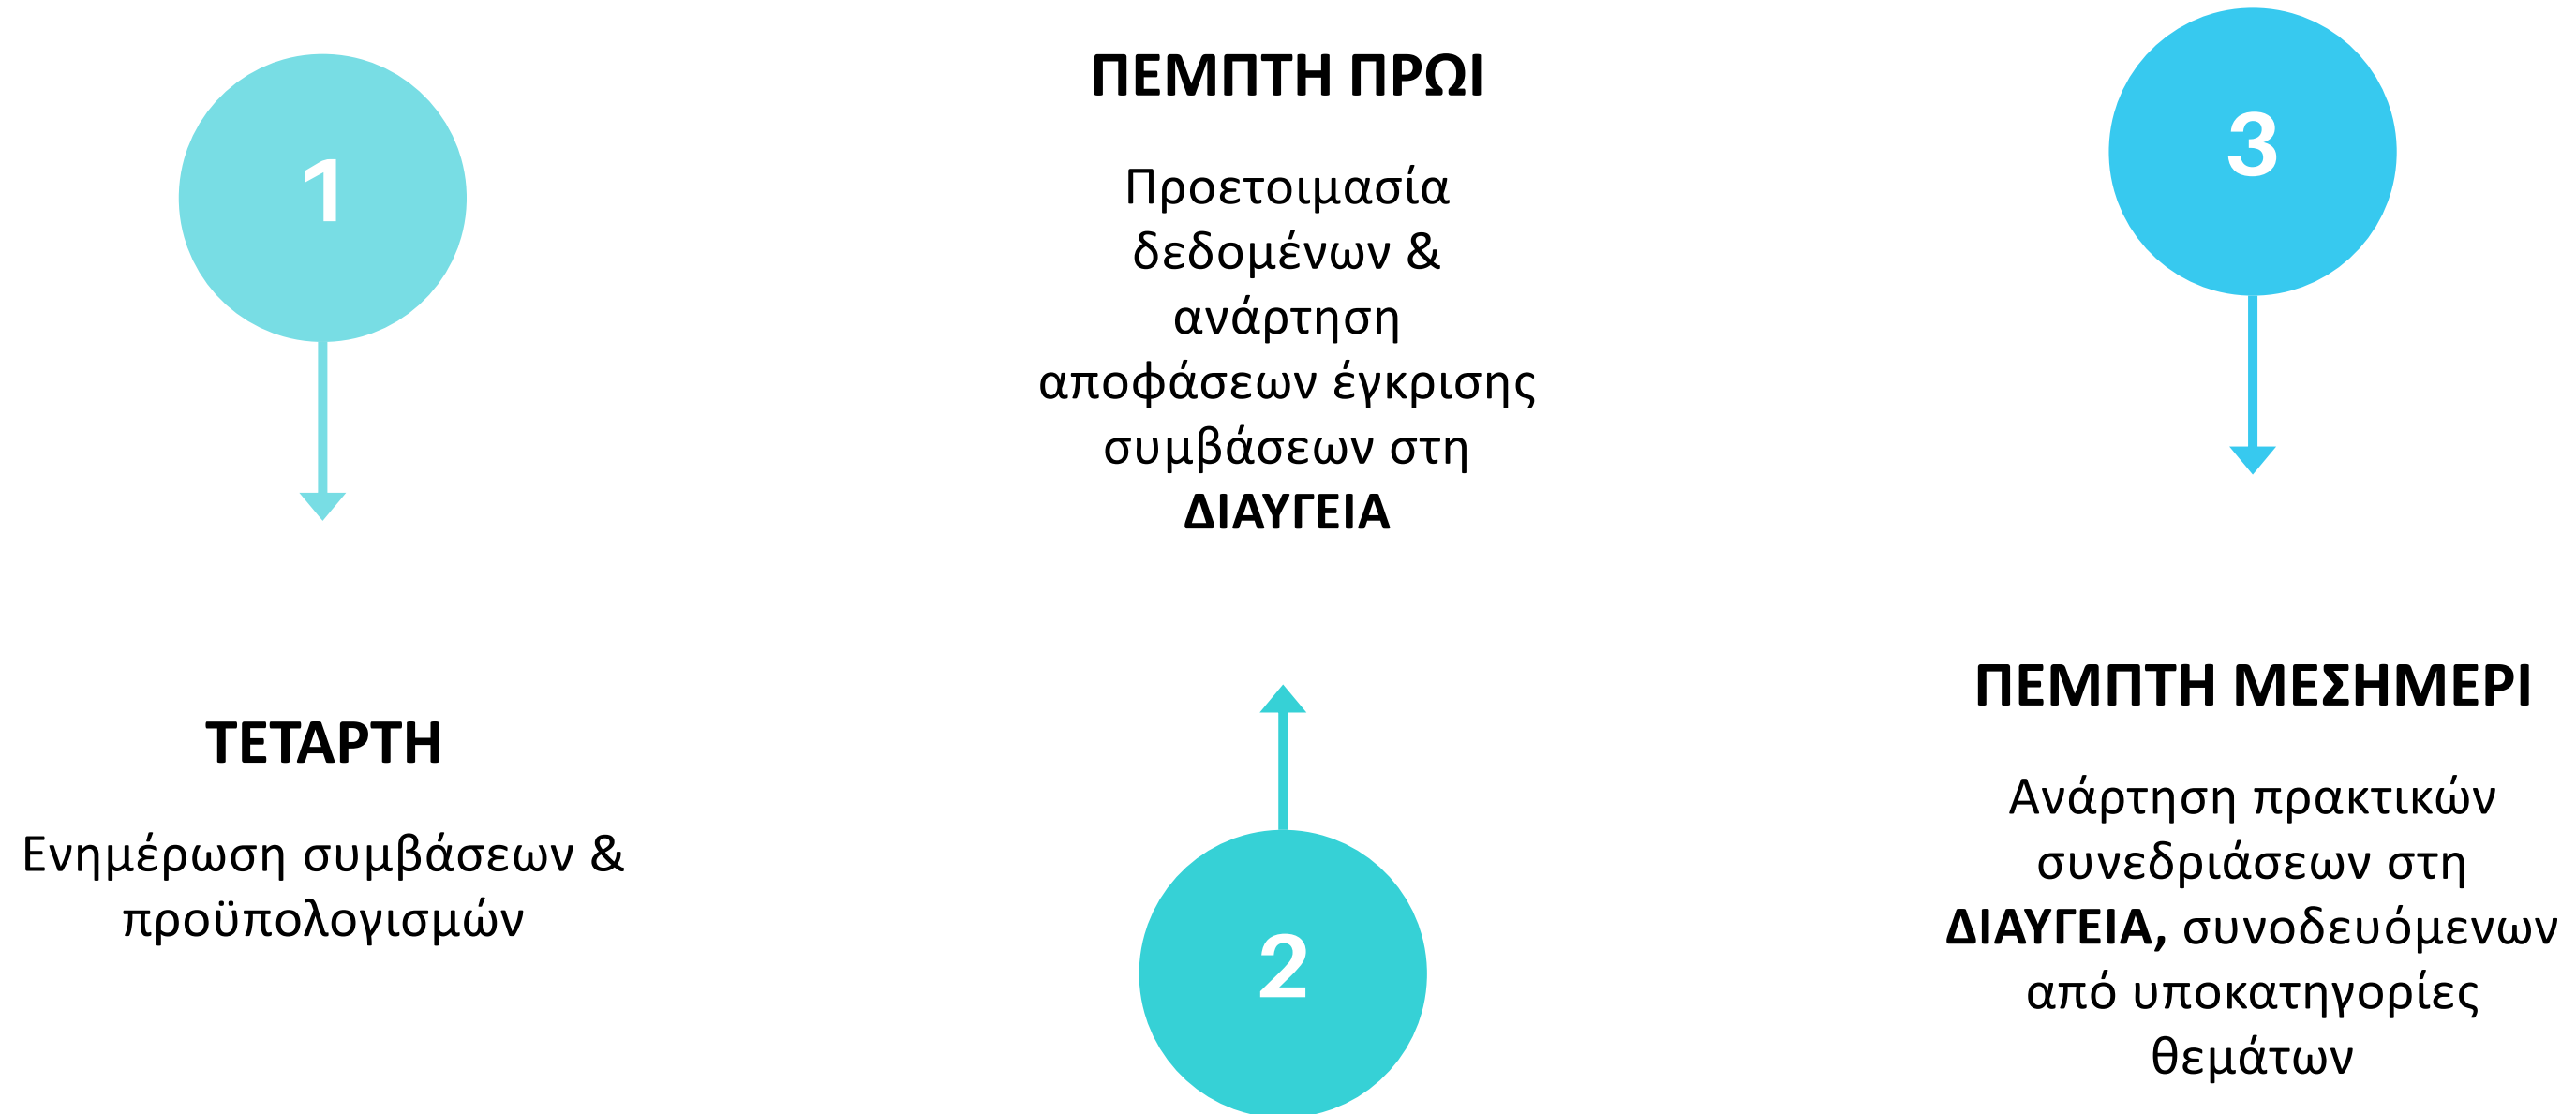 1
ΤΕΤΑΡΤΗ
Ενημέρωση συμβάσεων &
προϋπολογισμών
ΠΕΜΠΤΗ ΠΡΩΙ
Προετοιμασία
δεδομένων &
ανάρτηση
αποφάσεων έγκρισης
συμβάσεων στη
ΔΙΑΥΓΕΙΑ
2
3
ΠΕΜΠΤΗ ΜΕΣΗΜΕΡΙ
Ανάρτηση πρακτικών
συνεδριάσεων στη
ΔΙΑΥΓΕΙΑ, συνοδευόμενων
από υποκατηγορίες
θεμάτων